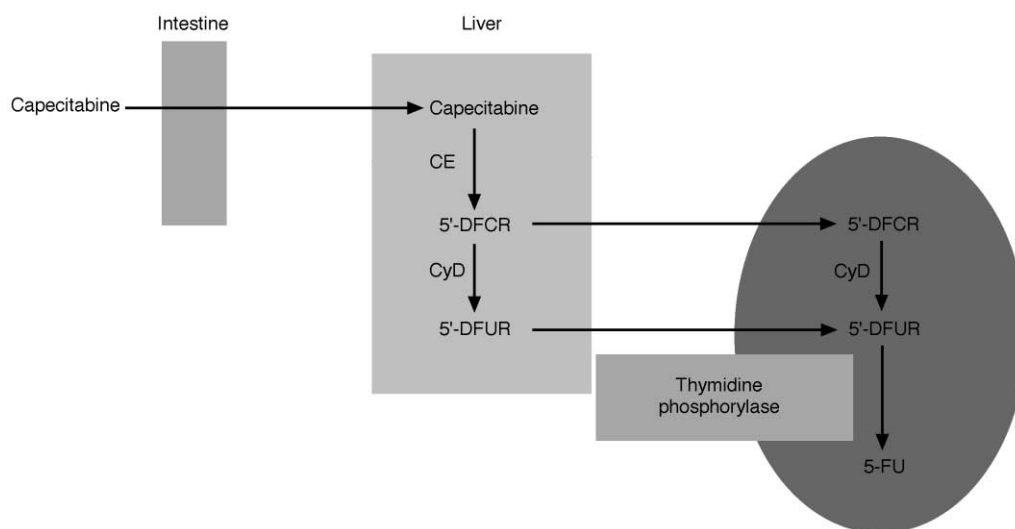 Intestine
Liver
Capecitabine
Capecitabine
CE
5'-DFCR
5'-DFCR
CyD
CyD
5'-DFUR
5'-DFUR
Thymidine
phosphorylase
5-FU